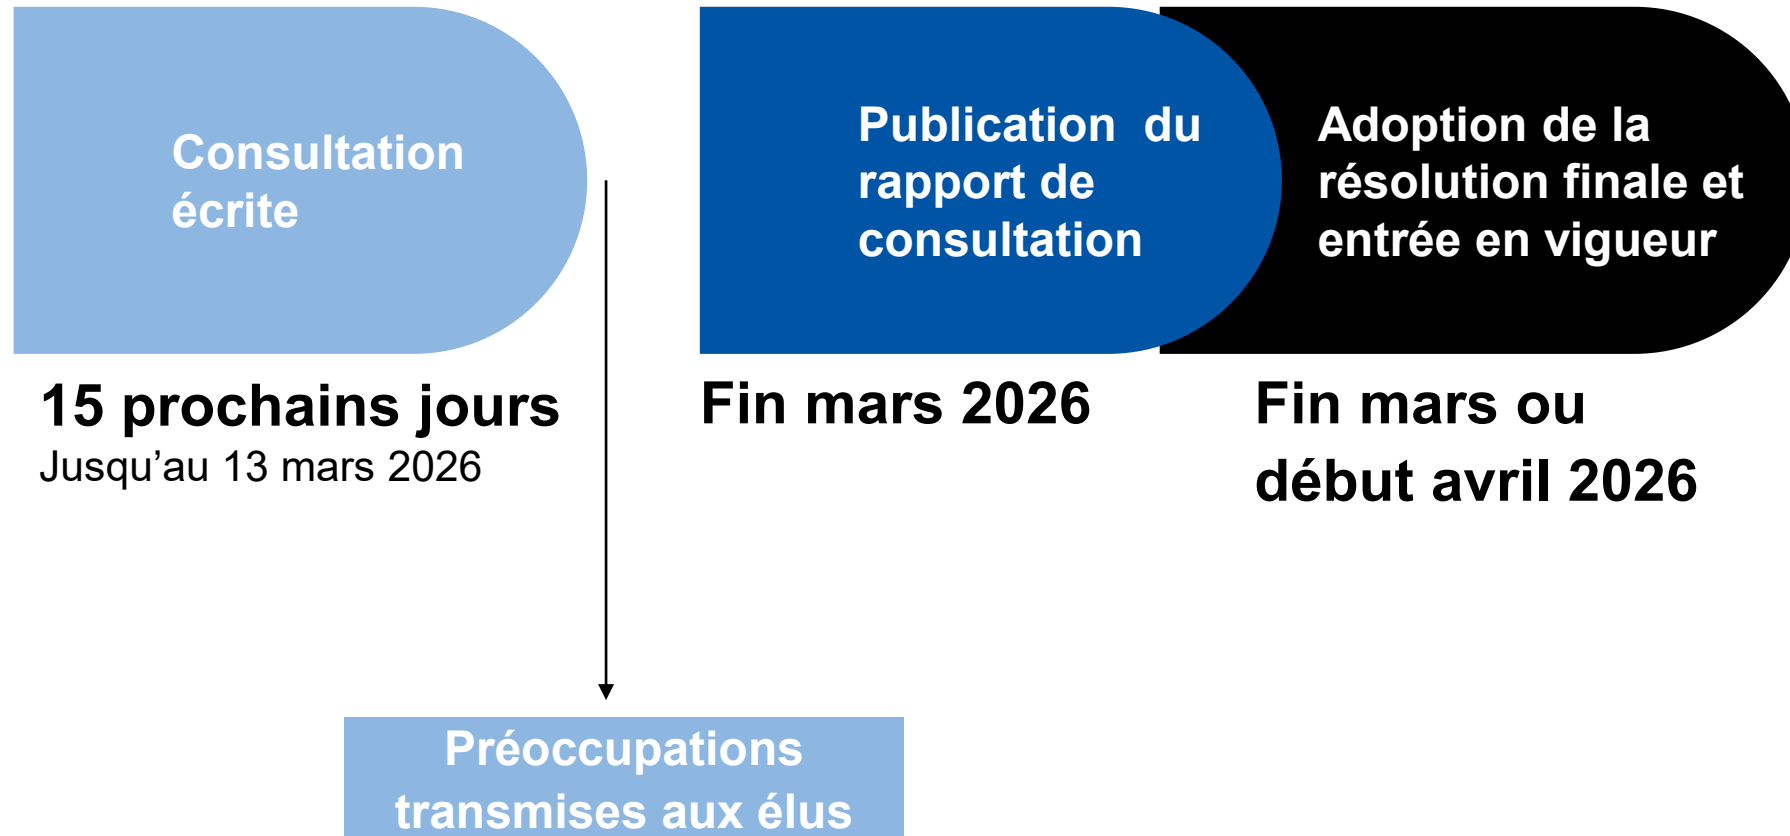 Consultation
écrite
Publication du
rapport de
consultation
Adoption de la
résolution finale et
entrée en vigueur
15 prochains jours
Jusqu’au 13 mars 2026
Fin mars 2026
Fin mars ou
début avril 2026
Préoccupations
transmises aux élus